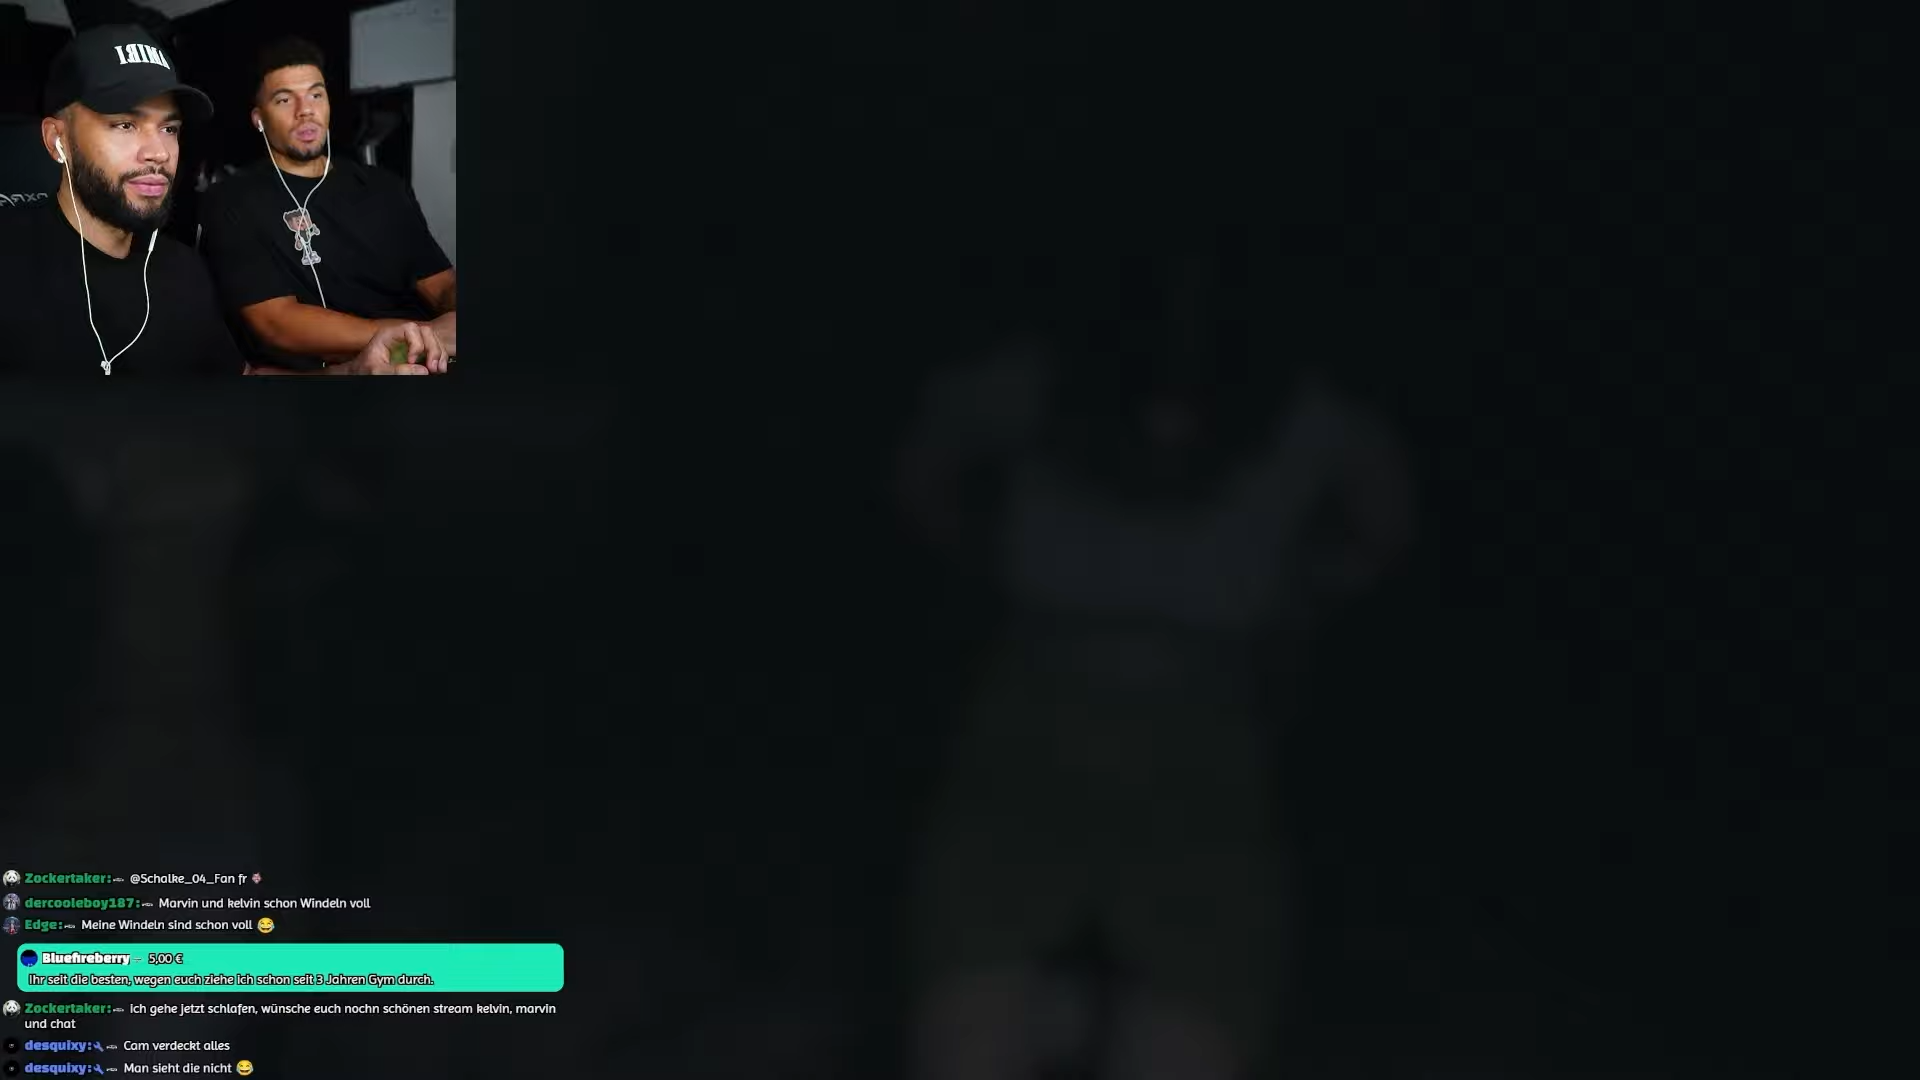 AMIRI
Zockertaker: @Schalke_04_Fan fr
dercooleboy187: Marvin und kelvin schon Windeln voll
Edge: Meine Windeln sind schon voll 😂
Bluefireberry 5,00 €
Ihr seit die besten, wegen euch ziehe ich schon seit 3 Jahren Gym durch.
Zockertaker: ich gehe jetzt schlafen, wünsche euch nochn schönen stream kelvin, marvin
und chat
desquixy: Cam verdeckt alles
desquixy: Man sieht die nicht 😂